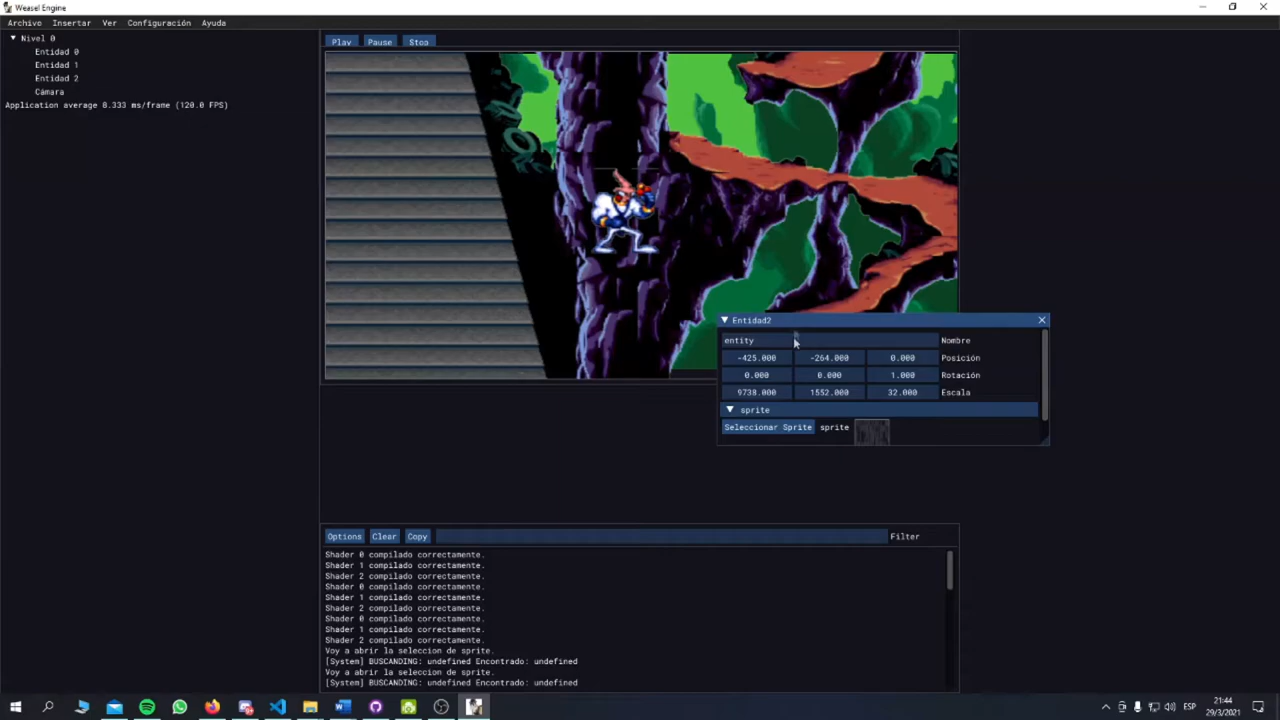 Weasel Engine
Archivo Insertar Ver Configuración Ayuda
Nivel 0
Entidad 0
Entidad 1
Entidad 2
Cámara
Application average 8.333 ms/frame (120.0 FPS)
Play Pause Stop
Entidad2
entity Nombre
-425.000 -264.000 0.000 Posición
0.000 0.000 1.000 Rotación
9738.000 1552.000 32.000 Escala
sprite
Seleccionar Sprite sprite
Options Clear Copy Filter
Shader 0 compilado correctamente.
Shader 1 compilado correctamente.
Shader 2 compilado correctamente.
Shader 0 compilado correctamente.
Shader 1 compilado correctamente.
Shader 2 compilado correctamente.
Shader 0 compilado correctamente.
Shader 1 compilado correctamente.
Shader 2 compilado correctamente.
Voy a abrir la seleccion de sprite.
[System] BUSCANDING: undefined Encontrado: undefined
Voy a abrir la seleccion de sprite.
[System] BUSCANDING: undefined Encontrado: undefined
ESP
21:44
29/3/2021